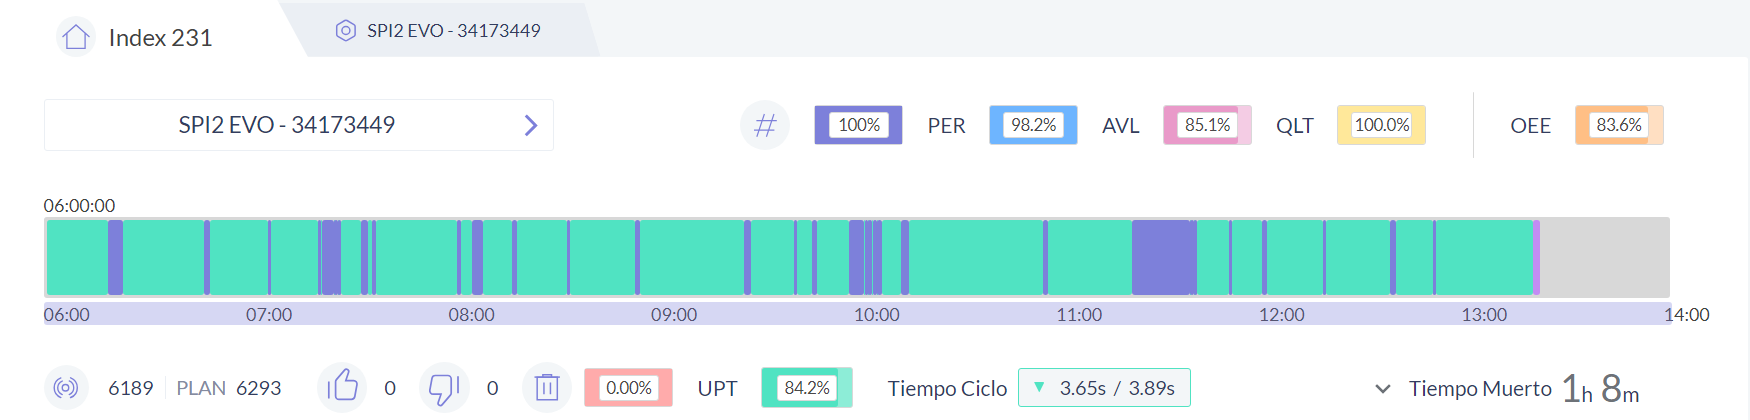 Index 231
SPI2 EVO - 34173449
SPI2 EVO - 34173449
# 100% PER 98.2% AVL 85.1% QLT 100.0% OEE 83.6%
06:00:00
06:00 07:00 08:00 09:00 10:00 11:00 12:00 13:00 14:00
6189 PLAN 6293 0 0 0.00% UPT 84.2% Tiempo Ciclo 3.65s / 3.89s Tiempo Muerto 1h 8m